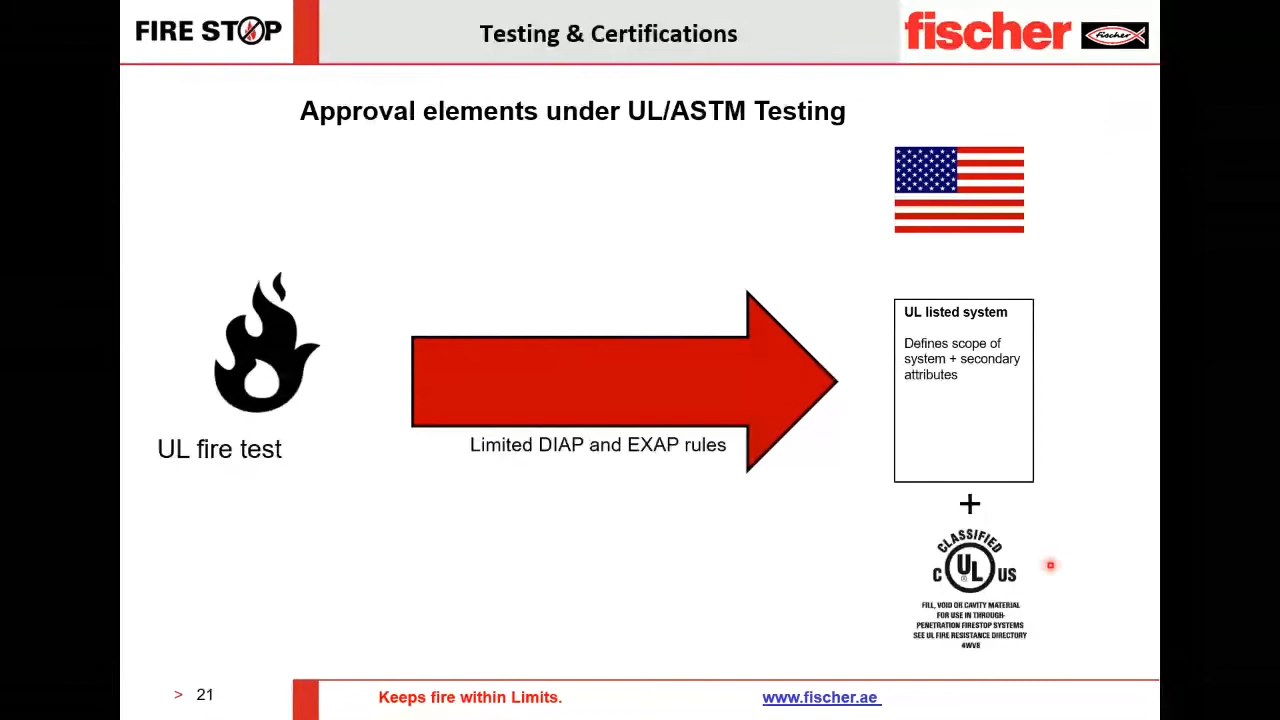 FIRE STOP
Testing & Certifications
fischer
fischer
Approval elements under UL/ASTM Testing
UL listed system
Defines scope of
system + secondary
attributes
UL fire test
Limited DIAP and EXAP rules
+
CLASSIFIED
C UL US
®
FILL, VOID OR CAVITY MATERIAL
FOR USE IN THROUGH-
PENETRATION FIRESTOP SYSTEMS
SEE UL FIRE RESISTANCE DIRECTORY
4WV8
> 21
Keeps fire within Limits.
www.fischer.ae